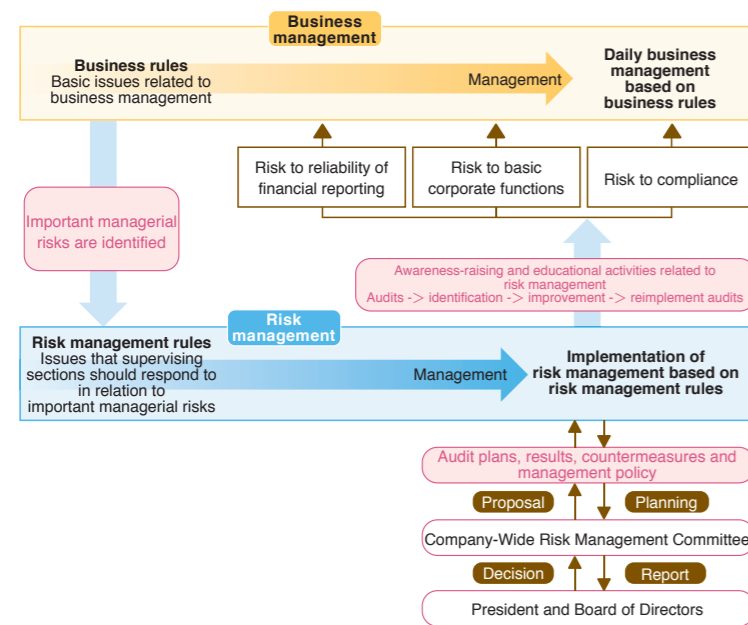 Business
management
Business rules
Basic issues related to
business management
Management
Daily business
management
based on
business rules
Risk to reliability of
financial reporting
Risk to basic
corporate functions
Risk to compliance
Important managerial
risks are identified
Awareness-raising and educational activities related to
risk management
Audits -> identification -> improvement -> reimplement audits
Risk
management
Risk management rules
Issues that supervising
sections should respond to
in relation to
important managerial risks
Management
Implementation of
risk management based on
risk management rules
Audit plans, results, countermeasures and
management policy
Proposal
Planning
Company-Wide Risk Management Committee
Decision
Report
President and Board of Directors